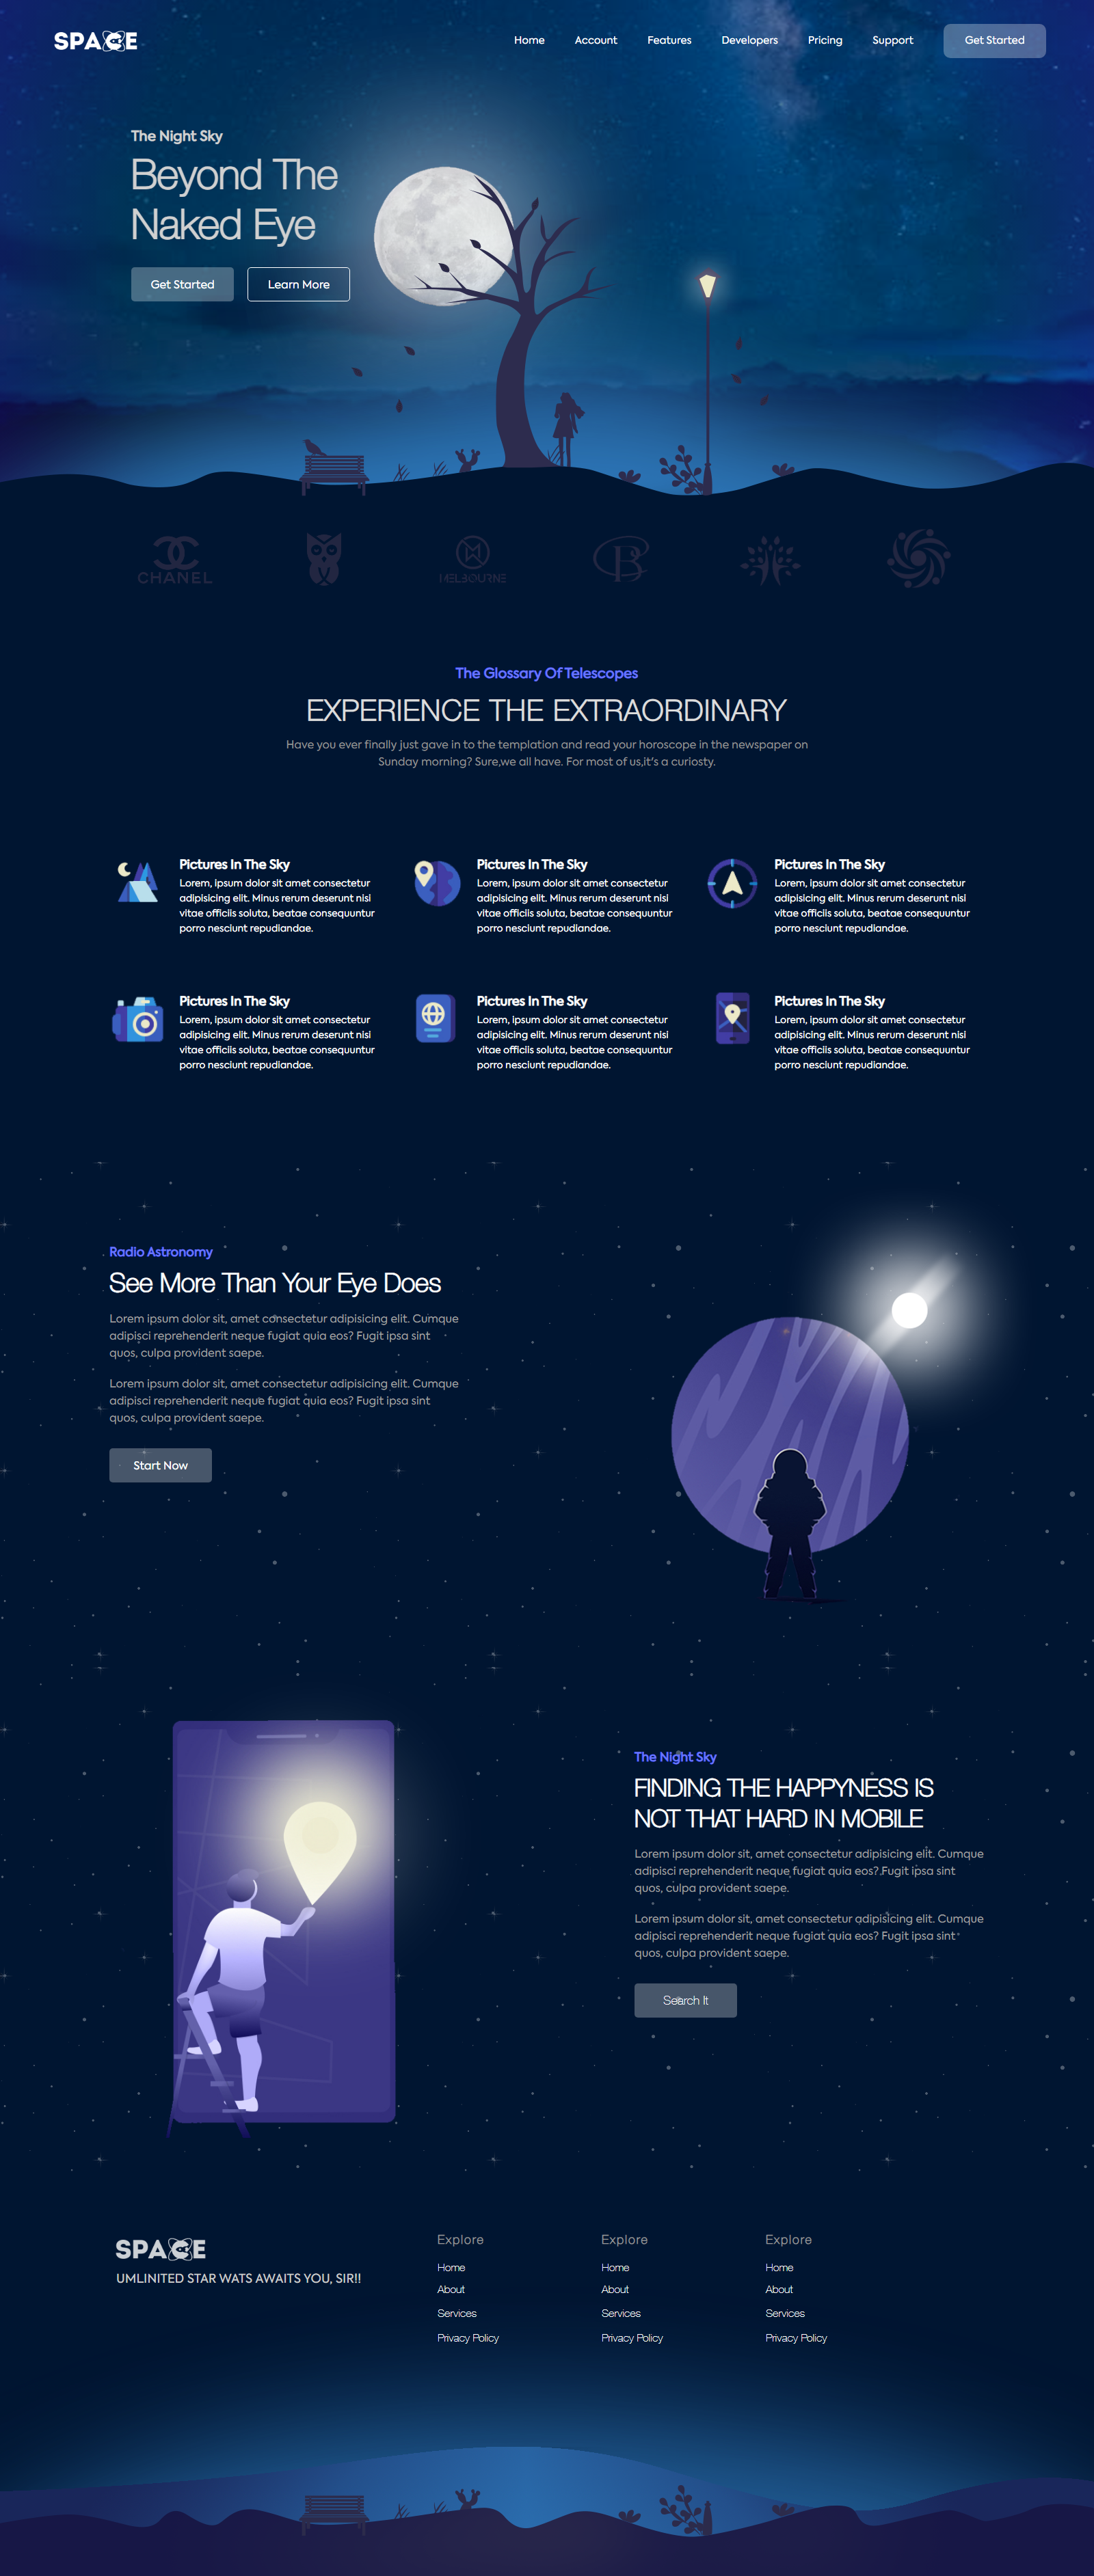 SPACE
Home Account Features Developers Pricing Support Get Started
The Night Sky
Beyond The
Naked Eye
Get Started Learn More
CHANEL
MELBOURNE
B
The Glossary Of Telescopes
EXPERIENCE THE EXTRAORDINARY
Have you ever finally just gave in to the templation and read your horoscope in the newspaper on
Sunday morning? Sure,we all have. For most of us,it's a curiosty.
Pictures In The Sky
Lorem, ipsum dolor sit amet consectetur
adipisicing elit. Minus rerum deserunt nisi
vitae officiis soluta, beatae consequuntur
porro nesciunt repudiandae.
Pictures In The Sky
Lorem, ipsum dolor sit amet consectetur
adipisicing elit. Minus rerum deserunt nisi
vitae officiis soluta, beatae consequuntur
porro nesciunt repudiandae.
Pictures In The Sky
Lorem, ipsum dolor sit amet consectetur
adipisicing elit. Minus rerum deserunt nisi
vitae officiis soluta, beatae consequuntur
porro nesciunt repudiandae.
Pictures In The Sky
Lorem, ipsum dolor sit amet consectetur
adipisicing elit. Minus rerum deserunt nisi
vitae officiis soluta, beatae consequuntur
porro nesciunt repudiandae.
Pictures In The Sky
Lorem, ipsum dolor sit amet consectetur
adipisicing elit. Minus rerum deserunt nisi
vitae officiis soluta, beatae consequuntur
porro nesciunt repudiandae.
Pictures In The Sky
Lorem, ipsum dolor sit amet consectetur
adipisicing elit. Minus rerum deserunt nisi
vitae officiis soluta, beatae consequuntur
porro nesciunt repudiandae.
Radio Astronomy
See More Than Your Eye Does
Lorem ipsum dolor sit, amet consectetur adipisicing elit. Cumque
adipisci reprehenderit neque fugiat quia eos? Fugit ipsa sint
quos, culpa provident saepe.
Lorem ipsum dolor sit, amet consectetur adipisicing elit. Cumque
adipisci reprehenderit neque fugiat quia eos? Fugit ipsa sint
quos, culpa provident saepe.
Start Now
The Night Sky
FINDING THE HAPPYNESS IS
NOT THAT HARD IN MOBILE
Lorem ipsum dolor sit, amet consectetur adipisicing elit. Cumque
adipisci reprehenderit neque fugiat quia eos? Fugit ipsa sint
quos, culpa provident saepe.
Lorem ipsum dolor sit, amet consectetur adipisicing elit. Cumque
adipisci reprehenderit neque fugiat quia eos? Fugit ipsa sint
quos, culpa provident saepe.
Search It
SPACE
UMLINITED STAR WATS AWAITS YOU, SIR!!
Explore
Home
About
Services
Privacy Policy
Explore
Home
About
Services
Privacy Policy
Explore
Home
About
Services
Privacy Policy